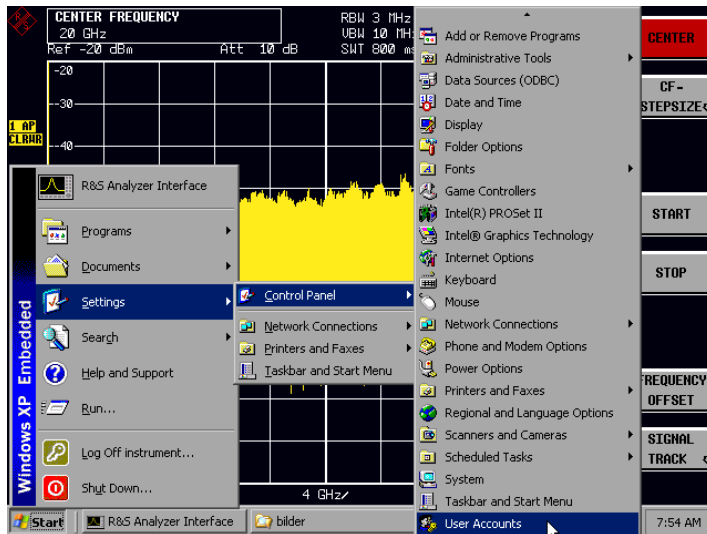 CENTER FREQUENCY
20 GHz
Ref -20 dBm
Att 10 dB
RBW 3 MHz
VBW 10 MHz
SWT 800 ms
-20
-30
-40
1 AP
CLRWR
R&S Analyzer Interface
Programs
Documents
Settings
Search
Help and Support
Run...
Log Off instrument...
Shut Down...
Windows XP Embedded
Control Panel
Network Connections
Printers and Faxes
Taskbar and Start Menu
Add or Remove Programs
Administrative Tools
Data Sources (ODBC)
Date and Time
Display
Folder Options
Fonts
Game Controllers
Intel(R) PROSet II
Intel® Graphics Technology
Internet Options
Keyboard
Mouse
Network Connections
Phone and Modem Options
Power Options
Printers and Faxes
Regional and Language Options
Scanners and Cameras
Scheduled Tasks
System
Taskbar and Start Menu
User Accounts
CENTER
CF-
STEPSIZE
START
STOP
FREQUENCY
OFFSET
SIGNAL
TRACK
4 GHz/
Start
R&S Analyzer Interface
bilder
7:54 AM